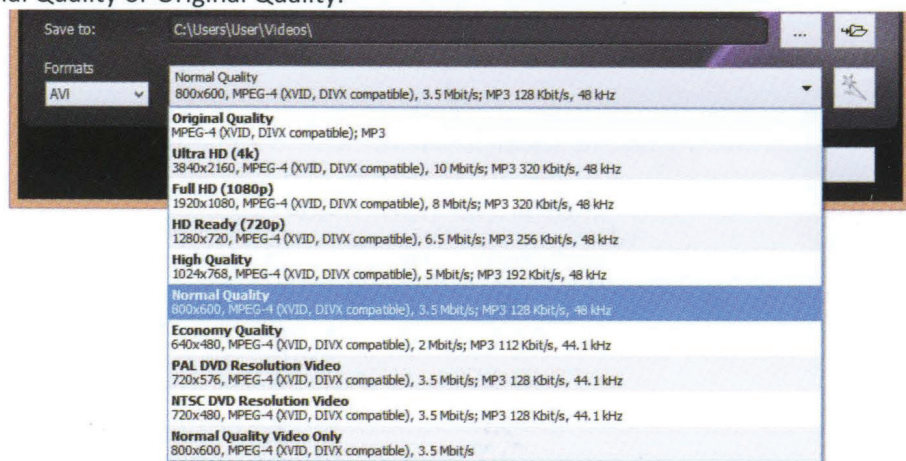 Quality or Original Quality.
Save to:
C:\Users\User\Videos\
...
Formats
AVI
Normal Quality
800x600, MPEG-4 (XVID, DIVX compatible), 3.5 Mbit/s; MP3 128 Kbit/s, 48 kHz
Original Quality
MPEG-4 (XVID, DIVX compatible); MP3
Ultra HD (4k)
3840x2160, MPEG-4 (XVID, DIVX compatible), 10 Mbit/s; MP3 320 Kbit/s, 48 kHz
Full HD (1080p)
1920x1080, MPEG-4 (XVID, DIVX compatible), 8 Mbit/s; MP3 320 Kbit/s, 48 kHz
HD Ready (720p)
1280x720, MPEG-4 (XVID, DIVX compatible), 6.5 Mbit/s; MP3 256 Kbit/s, 48 kHz
High Quality
1024x768, MPEG-4 (XVID, DIVX compatible), 5 Mbit/s; MP3 192 Kbit/s, 48 kHz
Normal Quality
800x600, MPEG-4 (XVID, DIVX compatible), 3.5 Mbit/s; MP3 128 Kbit/s, 48 kHz
Economy Quality
640x480, MPEG-4 (XVID, DIVX compatible), 2 Mbit/s; MP3 112 Kbit/s, 44.1 kHz
PAL DVD Resolution Video
720x576, MPEG-4 (XVID, DIVX compatible), 3.5 Mbit/s; MP3 128 Kbit/s, 44.1 kHz
NTSC DVD Resolution Video
720x480, MPEG-4 (XVID, DIVX compatible), 3.5 Mbit/s; MP3 128 Kbit/s, 44.1 kHz
Normal Quality Video Only
800x600, MPEG-4 (XVID, DIVX compatible), 3.5 Mbit/s